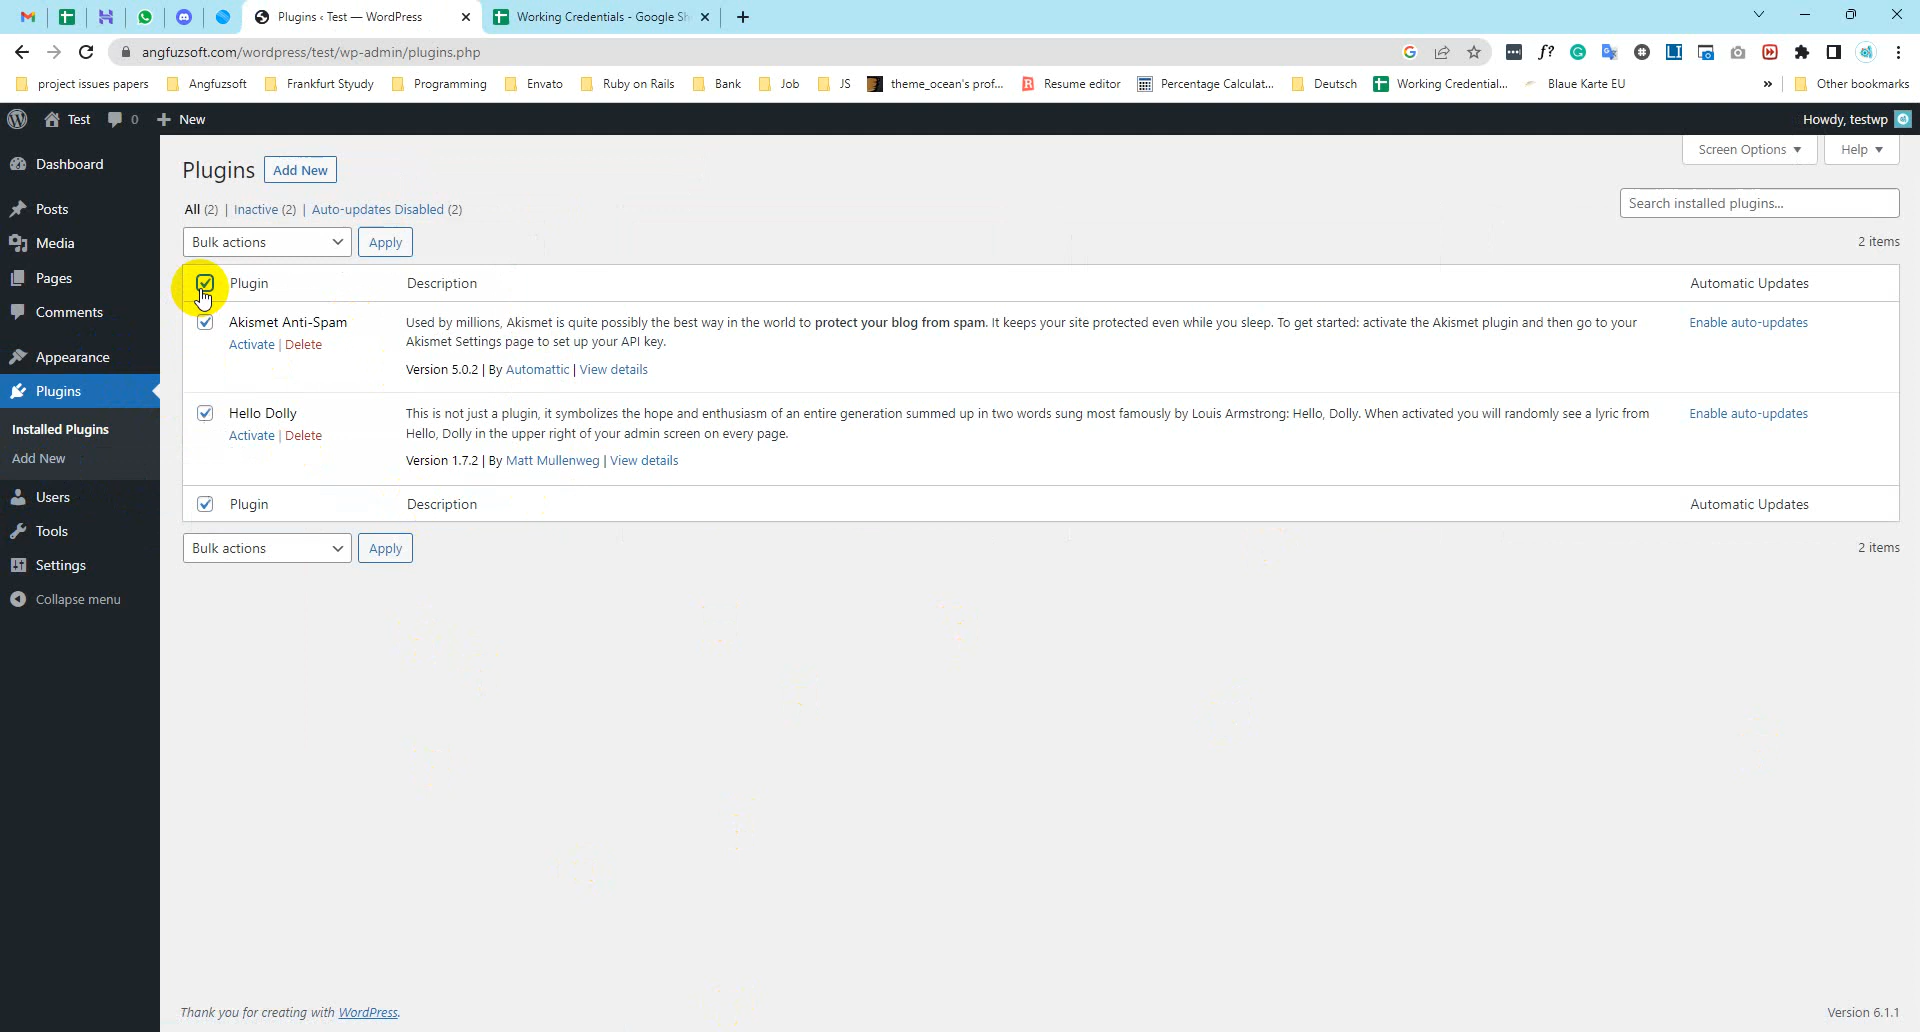 Plugins ‹ Test — WordPress
Working Credentials - Google Sh
angfuzsoft.com/wordpress/test/wp-admin/plugins.php
project issues papers
Angfuzsoft
Frankfurt Styudy
Programming
Envato
Ruby on Rails
Bank
Job
JS
theme_ocean's prof...
Resume editor
Percentage Calculat...
Deutsch
Working Credential...
Blaue Karte EU
»
Other bookmarks
Test
0
New
Howdy, testwp
Dashboard
Posts
Media
Pages
Comments
Appearance
Plugins
Installed Plugins
Add New
Users
Tools
Settings
Collapse menu
Screen Options
Help
Plugins
Add New
All (2) | Inactive (2) | Auto-updates Disabled (2)
Search installed plugins...
Bulk actions
Apply
2 items
Plugin
Description
Automatic Updates
Akismet Anti-Spam
Activate | Delete
Used by millions, Akismet is quite possibly the best way in the world to protect your blog from spam. It keeps your site protected even while you sleep. To get started: activate the Akismet plugin and then go to your
Akismet Settings page to set up your API key.
Version 5.0.2 | By Automattic | View details
Enable auto-updates
Hello Dolly
Activate | Delete
This is not just a plugin, it symbolizes the hope and enthusiasm of an entire generation summed up in two words sung most famously by Louis Armstrong: Hello, Dolly. When activated you will randomly see a lyric from
Hello, Dolly in the upper right of your admin screen on every page.
Version 1.7.2 | By Matt Mullenweg | View details
Enable auto-updates
Plugin
Description
Automatic Updates
Bulk actions
Apply
2 items
Thank you for creating with WordPress.
Version 6.1.1